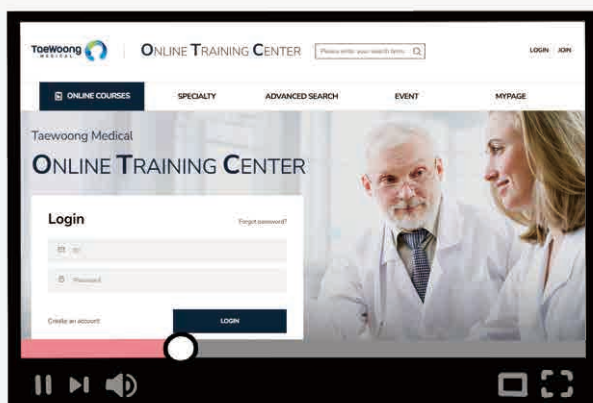 TaeWoong
MEDICAL
ONLINE TRAINING CENTER
Please enter your search term
LOGIN JOIN
ONLINE COURSES
SPECIALTY
ADVANCED SEARCH
EVENT
MYPAGE
Taewoong Medical
ONLINE TRAINING CENTER
Login
Forgot password?
ID
Password
Create an account
LOGIN